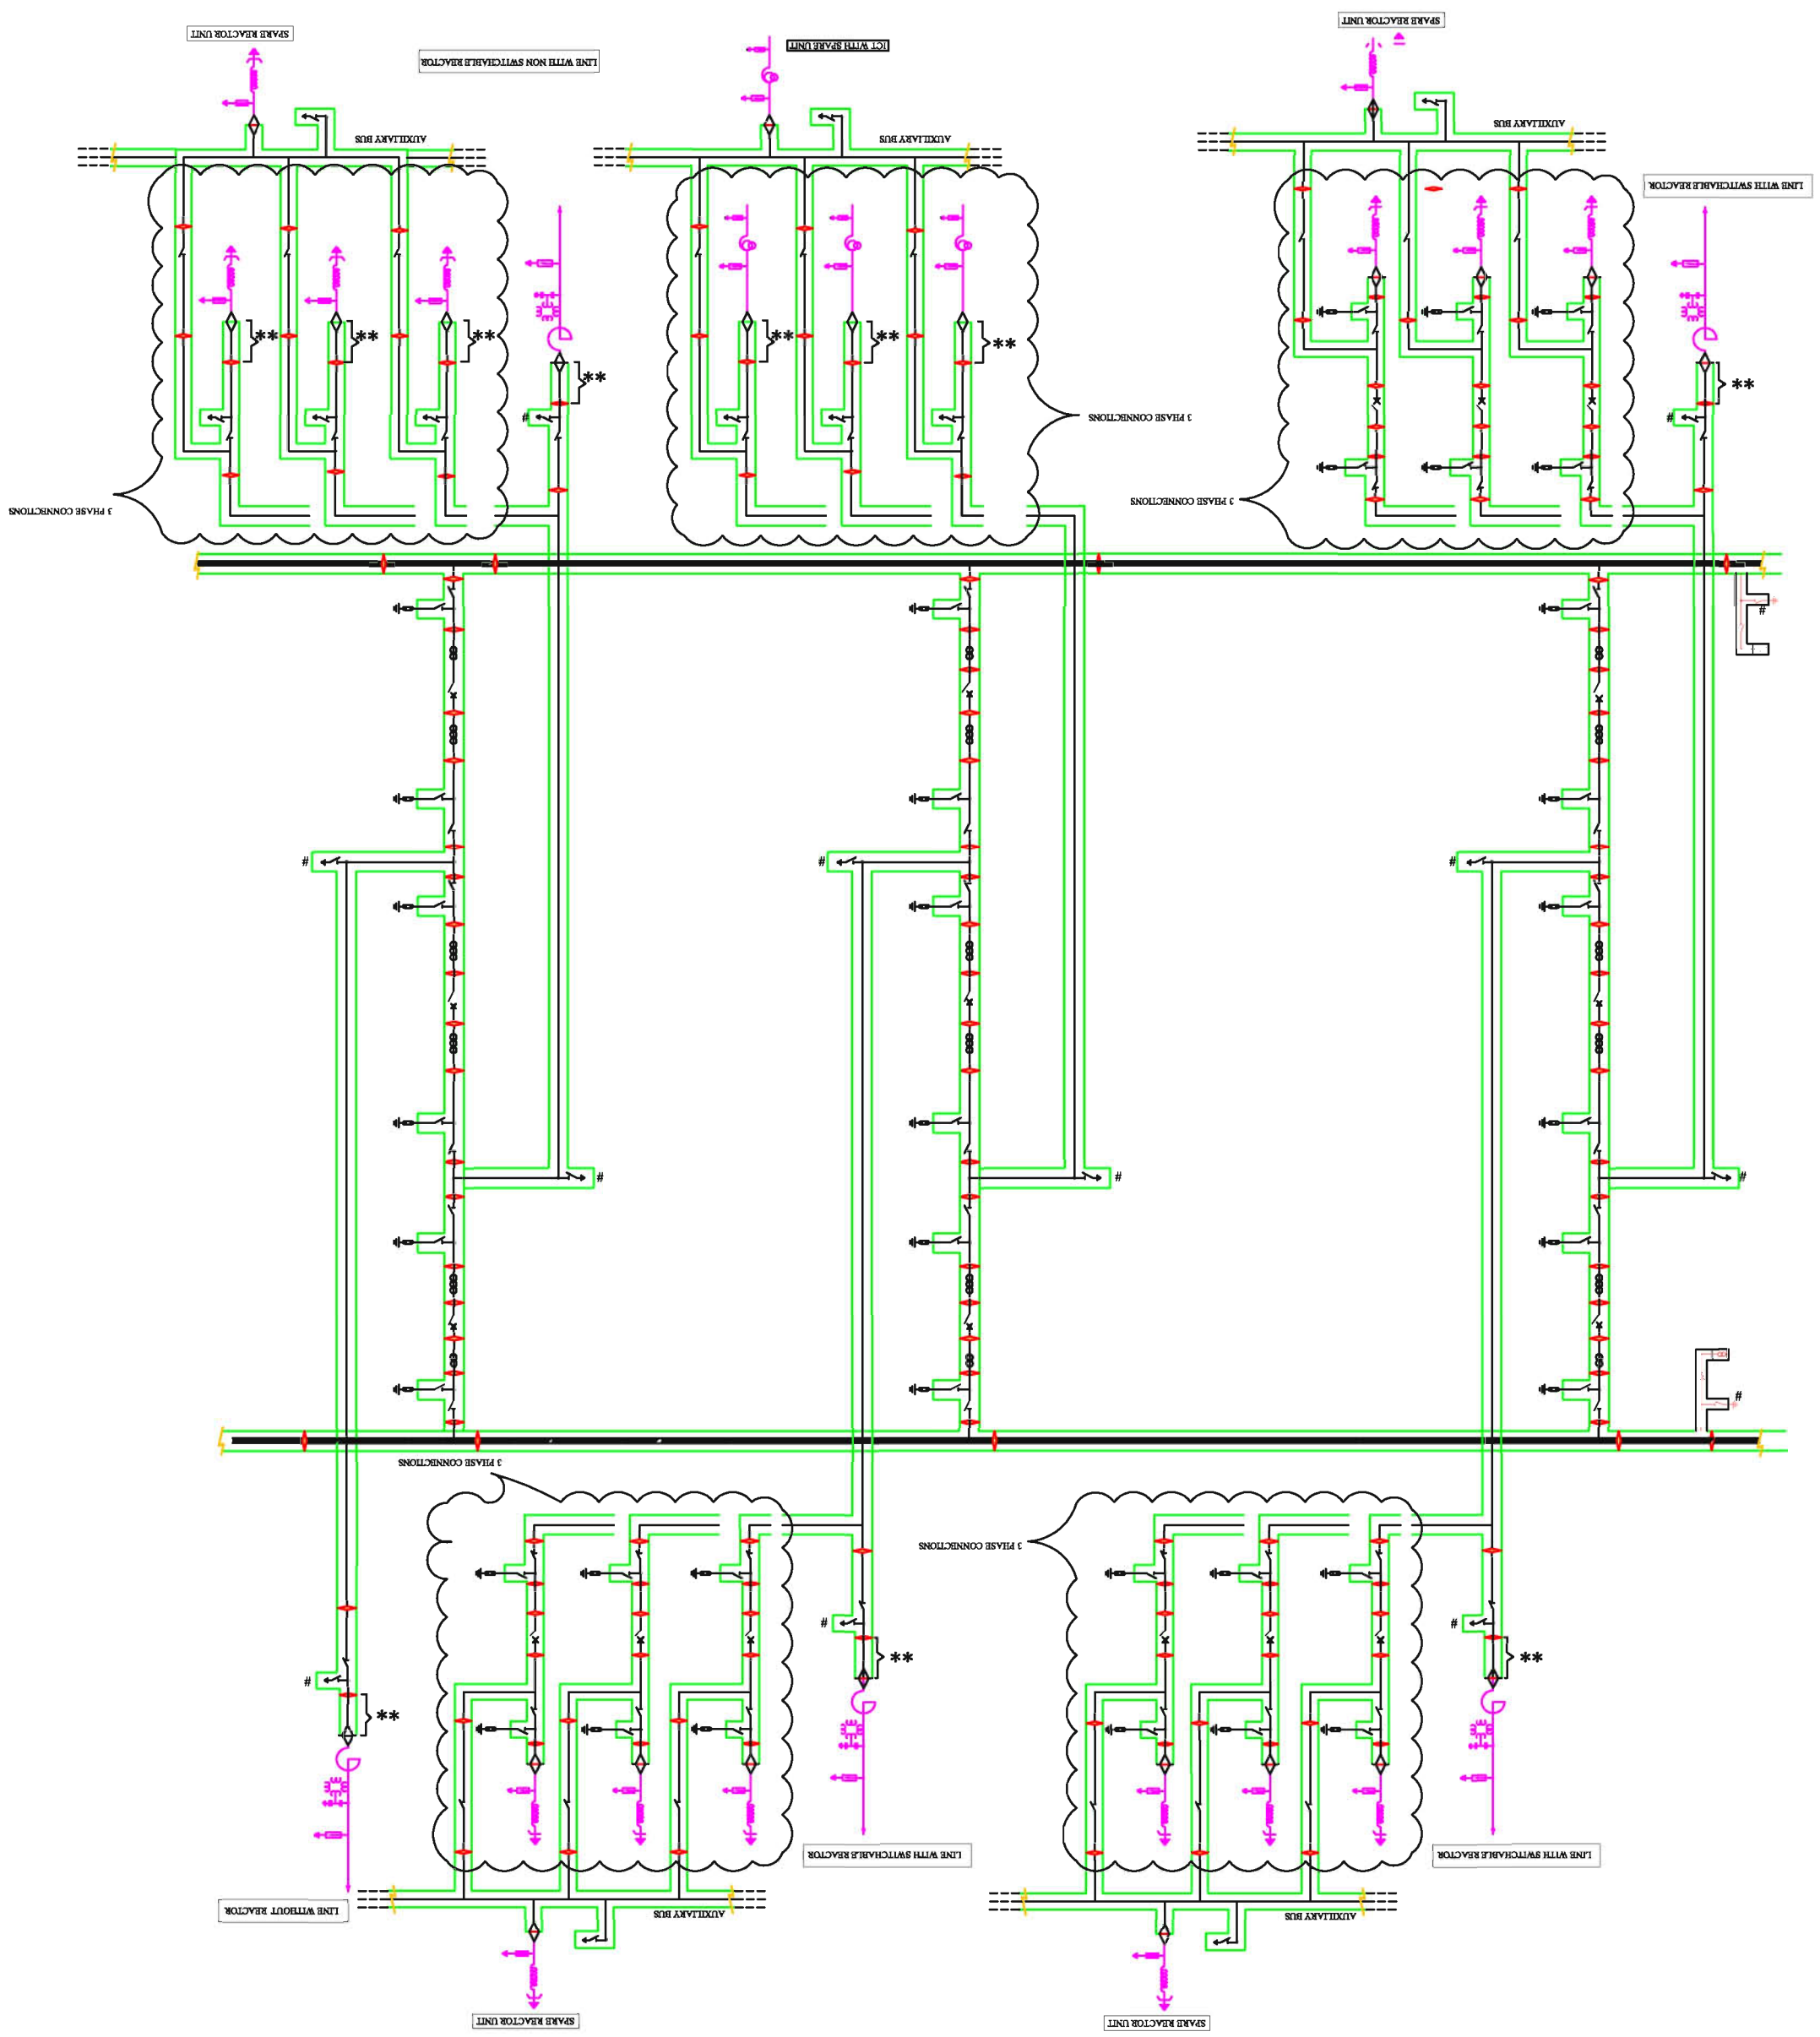 SPARE REACTOR UNIT
SPARE REACTOR UNIT
ICT WITH SPARE UNIT
LINE WITH NON SWITCHABLE REACTOR
AUXILIARY BUS
AUXILIARY BUS
AUXILIARY BUS
LINE WITH SWITCHABLE REACTOR
** ** ** ** ** **
** **
# #
3 PHASE CONNECTIONS
3 PHASE CONNECTIONS
3 PHASE CONNECTIONS
#
# # #
# # #
#
3 PHASE CONNECTIONS
3 PHASE CONNECTIONS
# #
** **
#
**
LINE WITH SWITCHABLE REACTOR
LINE WITH SWITCHABLE REACTOR
LINE WITHOUT REACTOR
AUXILIARY BUS
AUXILIARY BUS
SPARE REACTOR UNIT
SPARE REACTOR UNIT